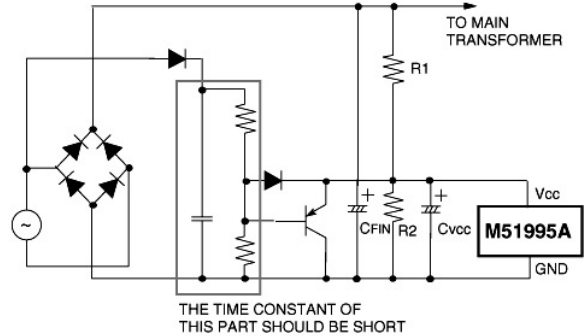 TO MAIN
TRANSFORMER
R1
CFIN
R2
CVCC
Vcc
M51995A
GND
~
THE TIME CONSTANT OF
THIS PART SHOULD BE SHORT